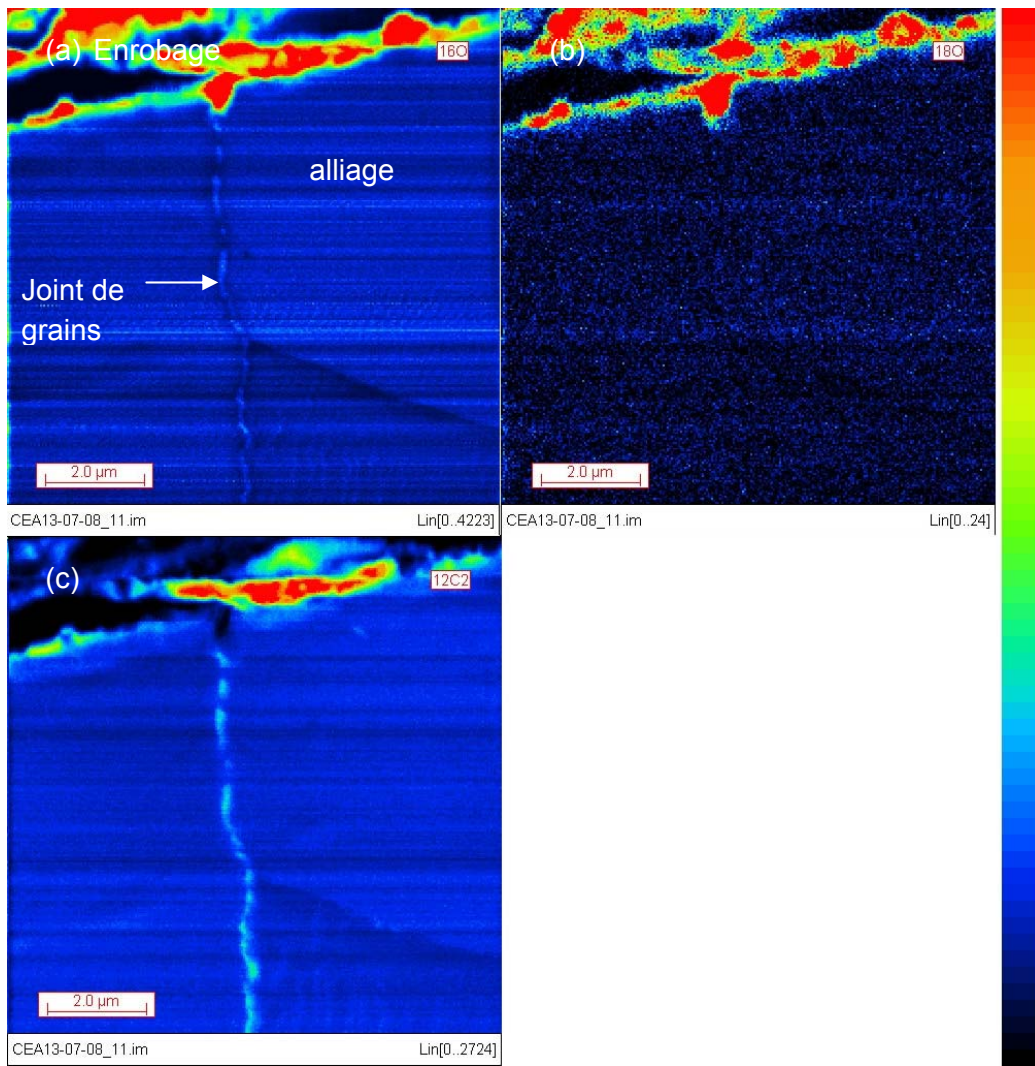 (a) Enrobage
16O
alliage
Joint de
grains
2.0 µm
CEA13-07-08_11.im Lin[0..4223]
(b)
18O
2.0 µm
CEA13-07-08_11.im Lin[0..24]
(c)
12C2
2.0 µm
CEA13-07-08_11.im Lin[0..2724]